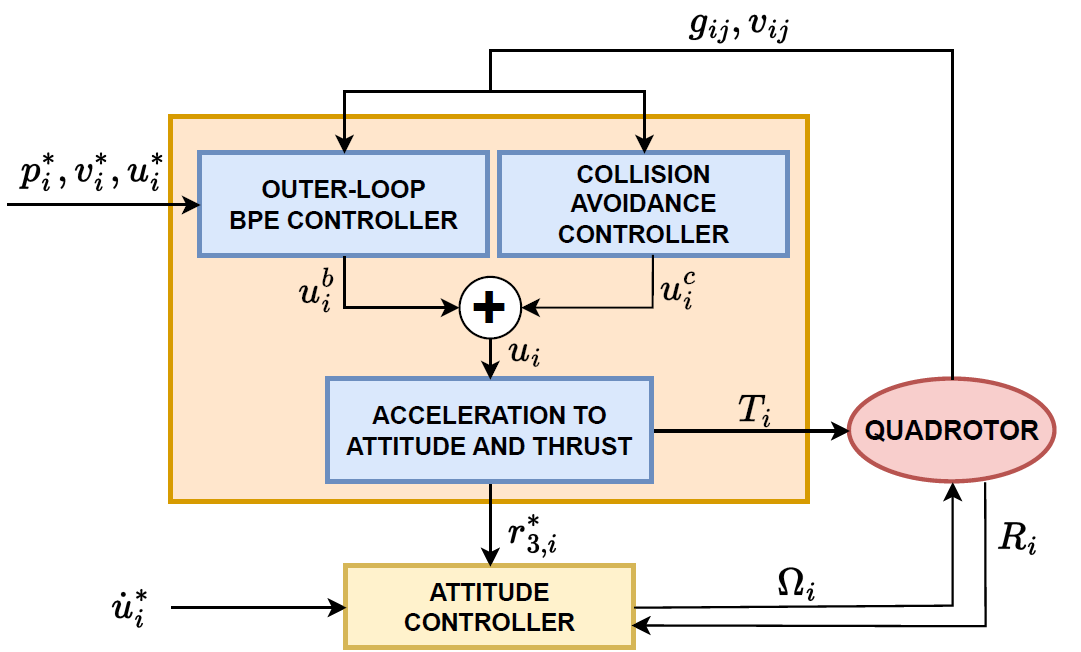 g_{ij}, v_{ij}
p_i^*, v_i^*, u_i^*
OUTER-LOOP
BPE CONTROLLER
COLLISION
AVOIDANCE
CONTROLLER
u_i^b
+
u_i^c
u_i
ACCELERATION TO
ATTITUDE AND THRUST
T_i
QUADROTOR
r_{3,i}^*
R_i
\dot{u}_i^*
ATTITUDE
CONTROLLER
Ω_i